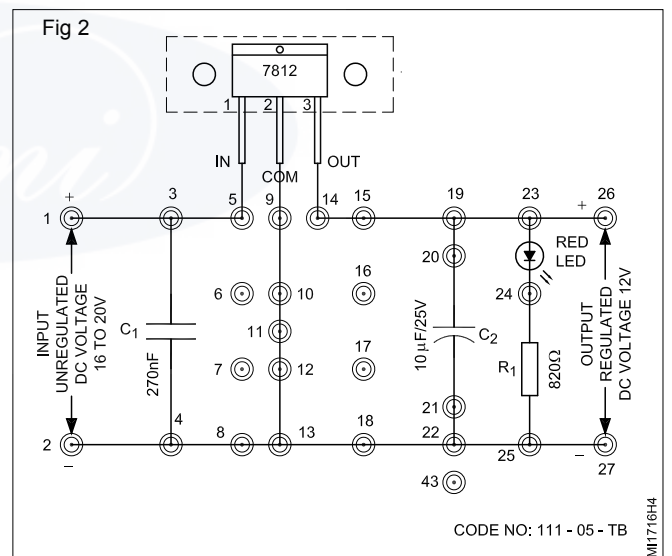 Fig 2
7812
1 2 3
IN COM OUT
1 + 3 5 9 14 15 19 23 + 26
20 RED
LED
6 10 16 24
INPUT
UNREGULATED
DC VOLTAGE
16 TO 20V
C1
270nF
11
10 µF/25V
C2
R1
820Ω
OUTPUT
REGULATED
DC VOLTAGE 12V
7 12 17
21
2 − 4 8 13 18 22 25 − 27
43
CODE NO: 111 - 05 - TB
MI1716H4